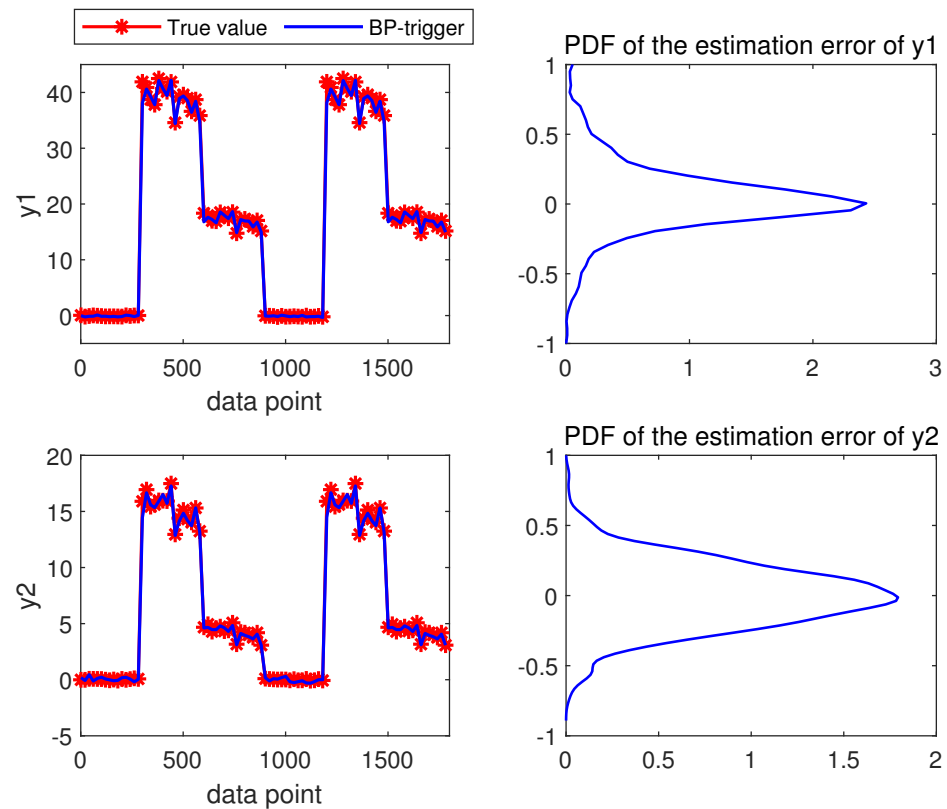 True value BP-trigger
PDF of the estimation error of y1
40
30
20
10
0
y1
0 500 1000 1500
data point
1
0.5
0
-0.5
-1
0 1 2 3
PDF of the estimation error of y2
20
15
10
5
0
-5
y2
0 500 1000 1500
data point
1
0.5
0
-0.5
-1
0 0.5 1 1.5 2